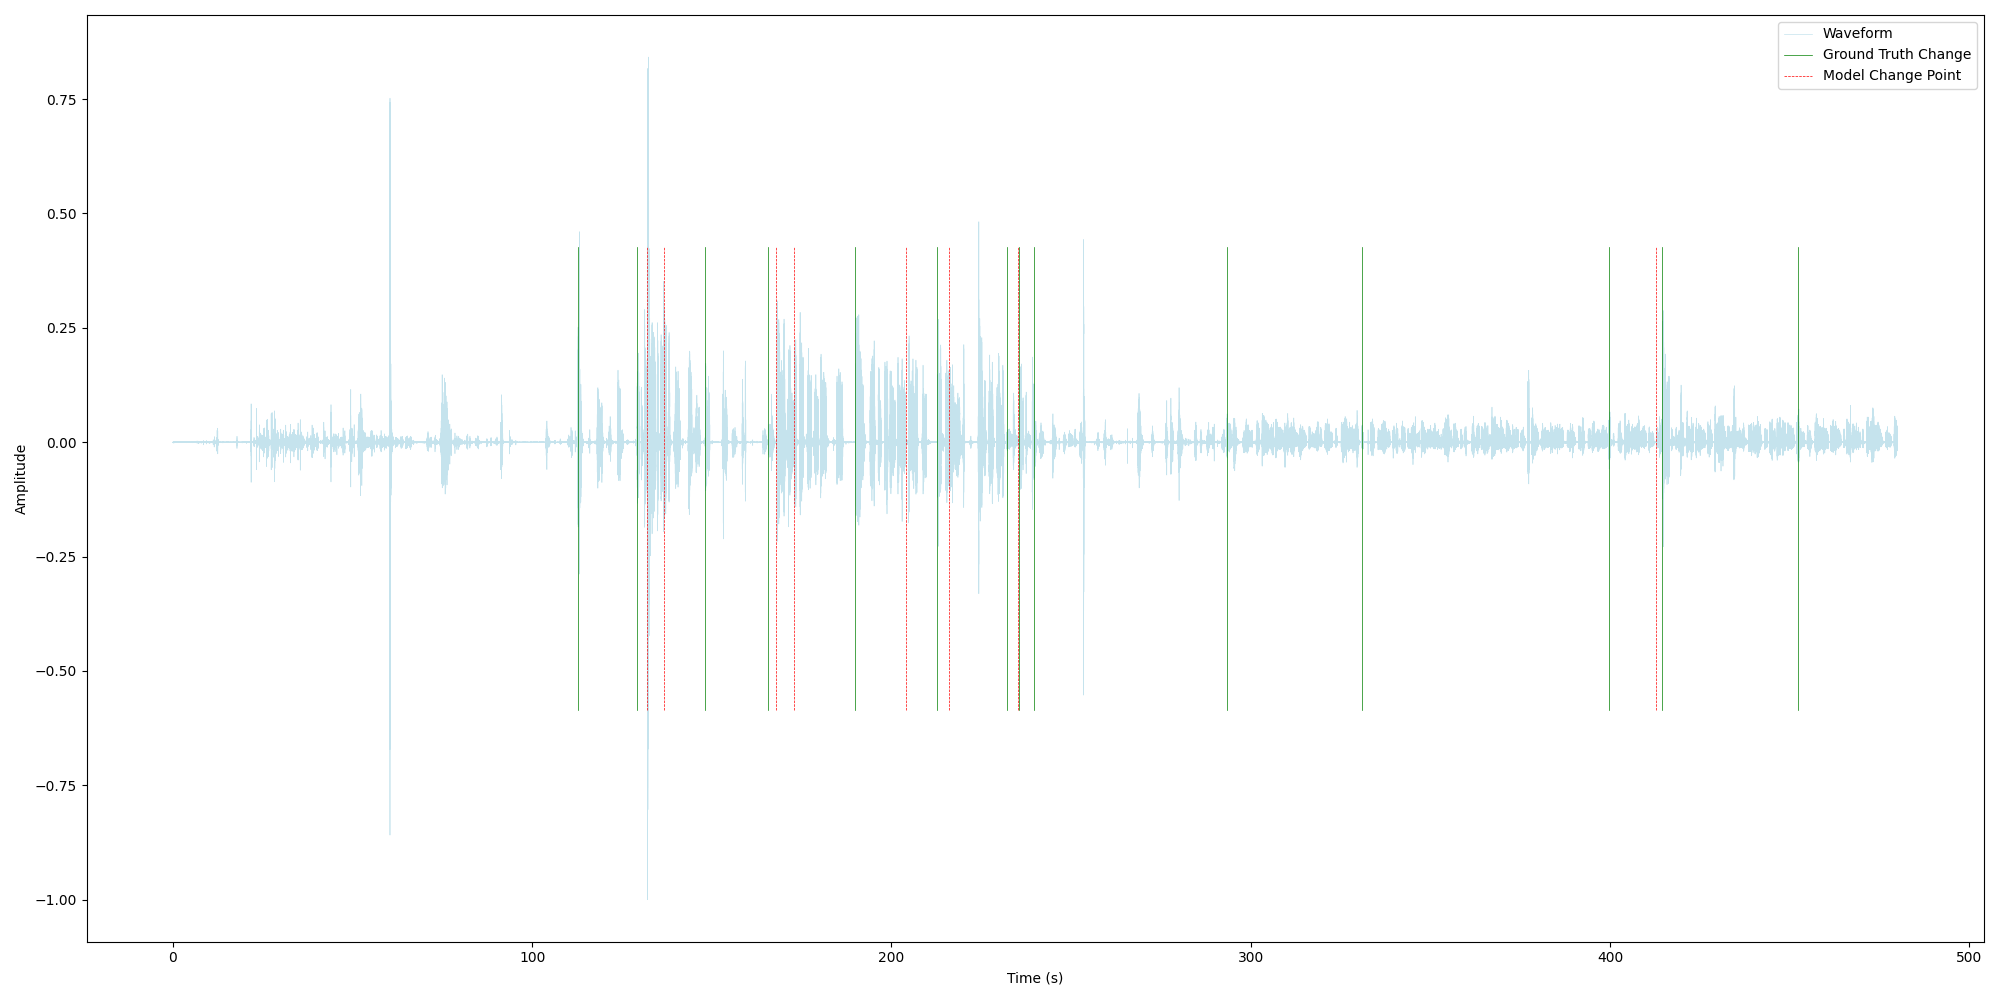 Waveform
Ground Truth Change
Model Change Point
Amplitude
0.75
0.50
0.25
0.00
−0.25
−0.50
−0.75
−1.00
0
100
200
300
400
500
Time (s)